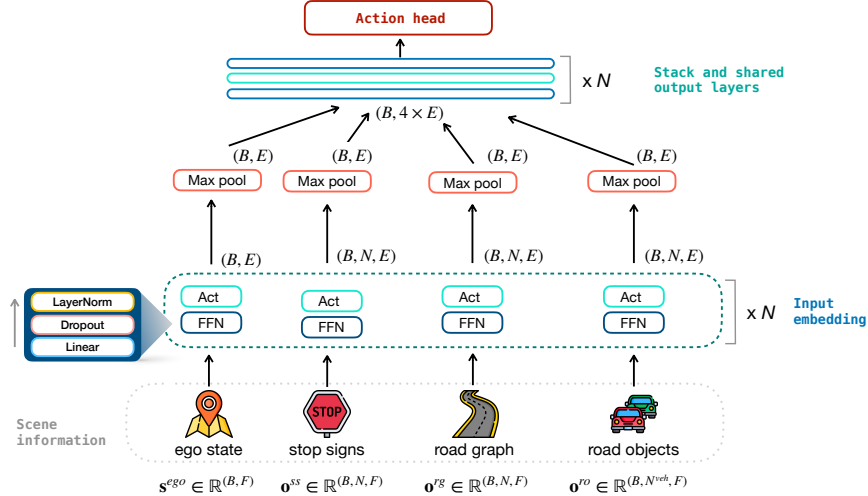 Action head
x N
Stack and shared
output layers
(B, 4 × E)
(B, E)
(B, E)
(B, E)
(B, E)
Max pool
Max pool
Max pool
Max pool
(B, E)
(B, N, E)
(B, N, E)
(B, N, E)
LayerNorm
Dropout
Linear
Act
Act
Act
Act
FFN
FFN
FFN
FFN
x N
Input
embedding
Scene
information
STOP
ego state
stop signs
road graph
road objects
s^{ego} ∈ ℝ^{(B, F)}
o^{ss} ∈ ℝ^{(B, N, F)}
o^{rg} ∈ ℝ^{(B, N, F)}
o^{ro} ∈ ℝ^{(B, N^{veh}, F)}